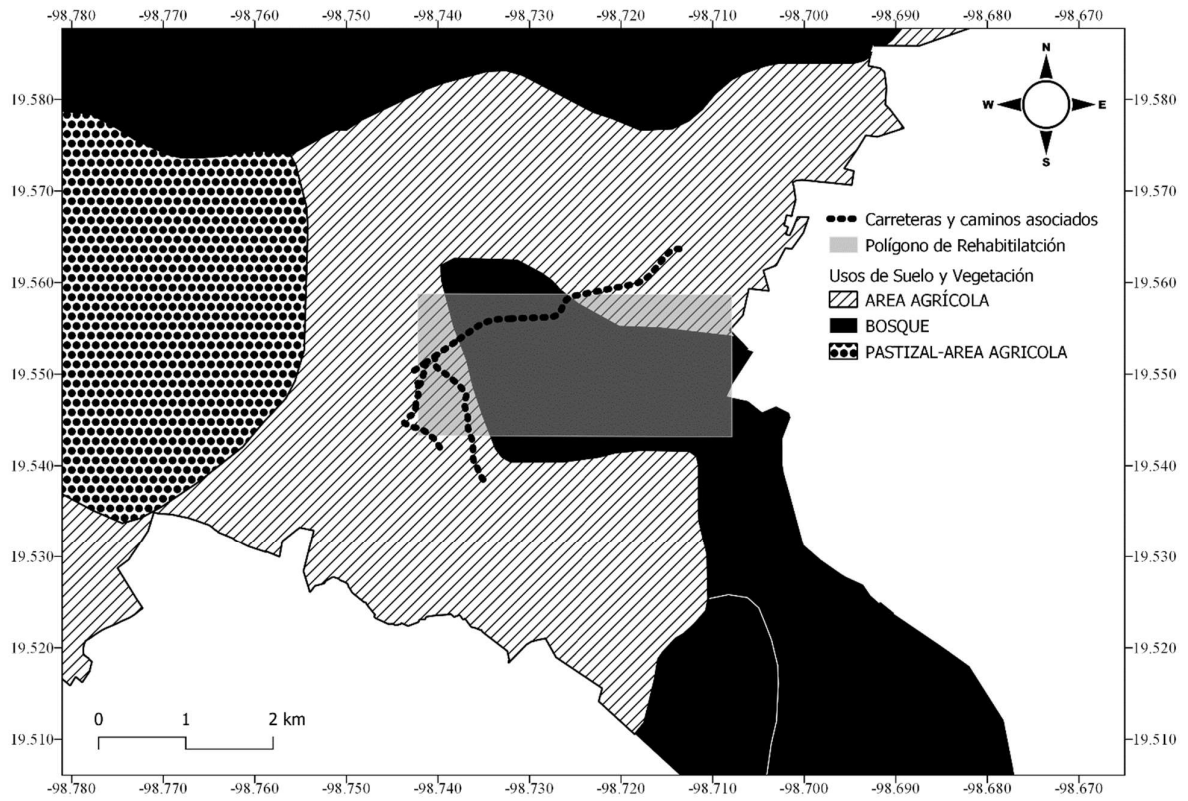 -98.780 -98.770 -98.760 -98.750 -98.740 -98.730 -98.720 -98.710 -98.700 -98.690 -98.680 -98.670
N
W E
S
19.580 19.580
19.570 19.570
Carreteras y caminos asociados
Polígono de Rehabitilatción
Usos de Suelo y Vegetación
19.560 19.560
AREA AGRÍCOLA
BOSQUE
PASTIZAL-AREA AGRICOLA
19.550 19.550
19.540 19.540
19.530 19.530
19.520 19.520
0 1 2 km
19.510 19.510
-98.780 -98.770 -98.760 -98.750 -98.740 -98.730 -98.720 -98.710 -98.700 -98.690 -98.680 -98.670